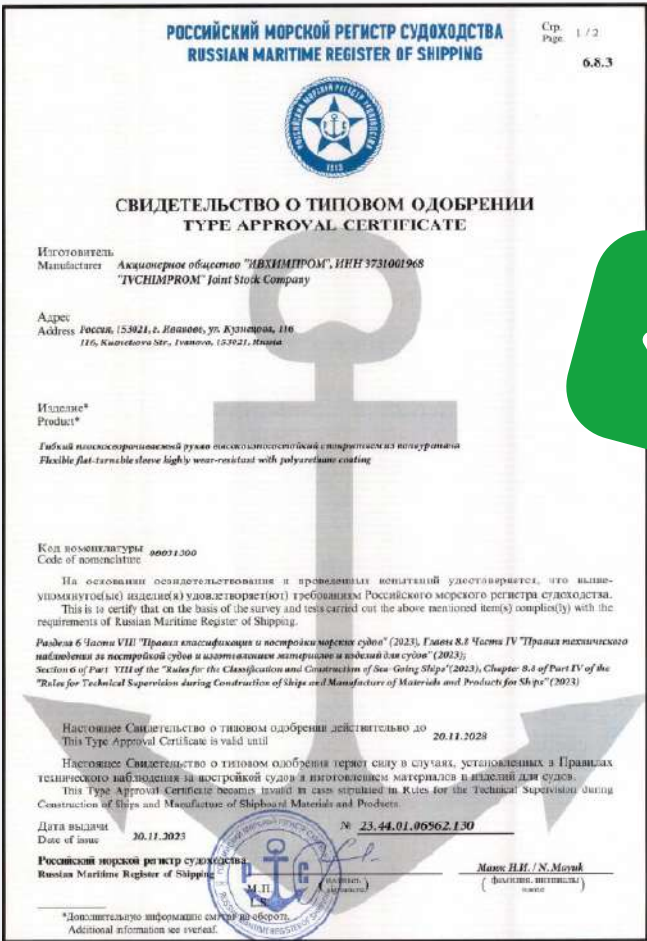 РОССИЙСКИЙ МОРСКОЙ РЕГИСТР СУДОХОДСТВА
RUSSIAN MARITIME REGISTER OF SHIPPING
Стр.
Page. 1 / 2
6.8.3
1913
СВИДЕТЕЛЬСТВО О ТИПОВОМ ОДОБРЕНИИ
TYPE APPROVAL CERTIFICATE
Изготовитель
Manufacturer Акционерное общество "ИВХИМПРОМ", ИНН 3731001968
"IVCHIMPROM" Joint Stock Company
Адрес
Address Россия, 153021, г. Иваново, ул. Кузнецова, 116
116, Kuznetsova Str., Ivanovo, 153021, Russia
Изделие*
Product*
Гибкий плоскосворачиваемый рукав высокоизносостойкий с покрытием из полиуретана
Flexible flat-turnable sleeve highly wear-resistant with polyurethane coating
Код номенклатуры
Code of nomenclature 08031300
На основании освидетельствования и проведенных испытаний удостоверяется, что выше-
упомянутое(ые) изделие(я) удовлетворяет(ют) требованиям Российского морского регистра судоходства.
This is to certify that on the basis of the survey and tests carried out the above mentioned item(s) complies(ly) with the
requirements of Russian Maritime Register of Shipping.
Раздела 6 Части VIII "Правил классификации и постройки морских судов" (2023), Главы 8.8 Части IV "Правил технического
наблюдения за постройкой судов и изготовлением материалов и изделий для судов" (2023);
Section 6 of Part VIII of the "Rules for the Classification and Construction of Sea-Going Ships" (2023), Chapter 8.8 of Part IV of the
"Rules for Technical Supervision during Construction of Ships and Manufacture of Materials and Products for Ships" (2023)
Настоящее Свидетельство о типовом одобрении действительно до
This Type Approval Certificate is valid until 20.11.2028
Настоящее Свидетельство о типовом одобрении теряет силу в случаях, установленных в Правилах
технического наблюдения за постройкой судов и изготовлением материалов и изделий для судов.
This Type Approval Certificate becomes invalid in cases stipulated in Rules for the Technical Supervision during
Construction of Ships and Manufacture of Shipboard Materials and Products.
Дата выдачи
Date of issue 20.11.2023
№ 23.44.01.06562.130
Российский морской регистр судоходства
Russian Maritime Register of Shipping
М.П.
L.S.
Маюк Н.И. / N. Mayuk
( фамилия, инициалы )
name
*Дополнительную информацию смотри на обороте.
Additional information see overleaf.